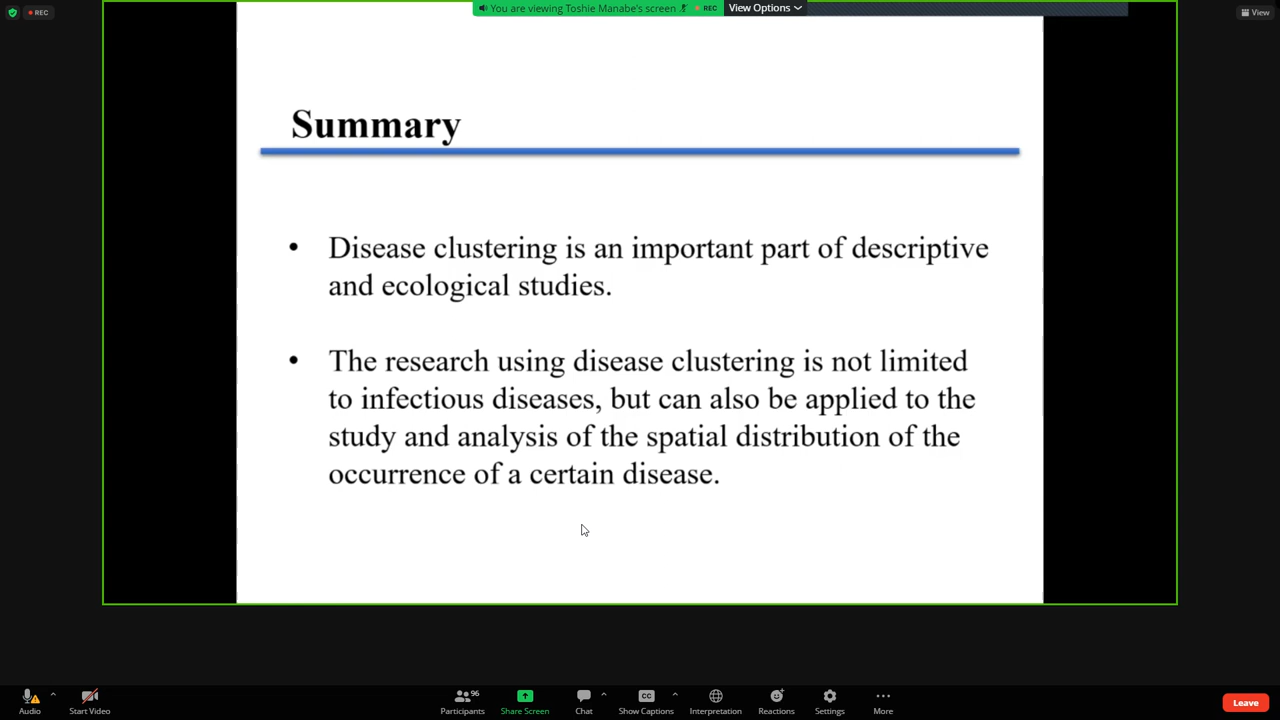 REC
You are viewing Toshie Manabe's screen
REC
View Options
View
Summary
• Disease clustering is an important part of descriptive
and ecological studies.
• The research using disease clustering is not limited
to infectious diseases, but can also be applied to the
study and analysis of the spatial distribution of the
occurrence of a certain disease.
Audio
Start Video
96
Participants
Share Screen
Chat
CC
Show Captions
Interpretation
Reactions
Settings
More
Leave